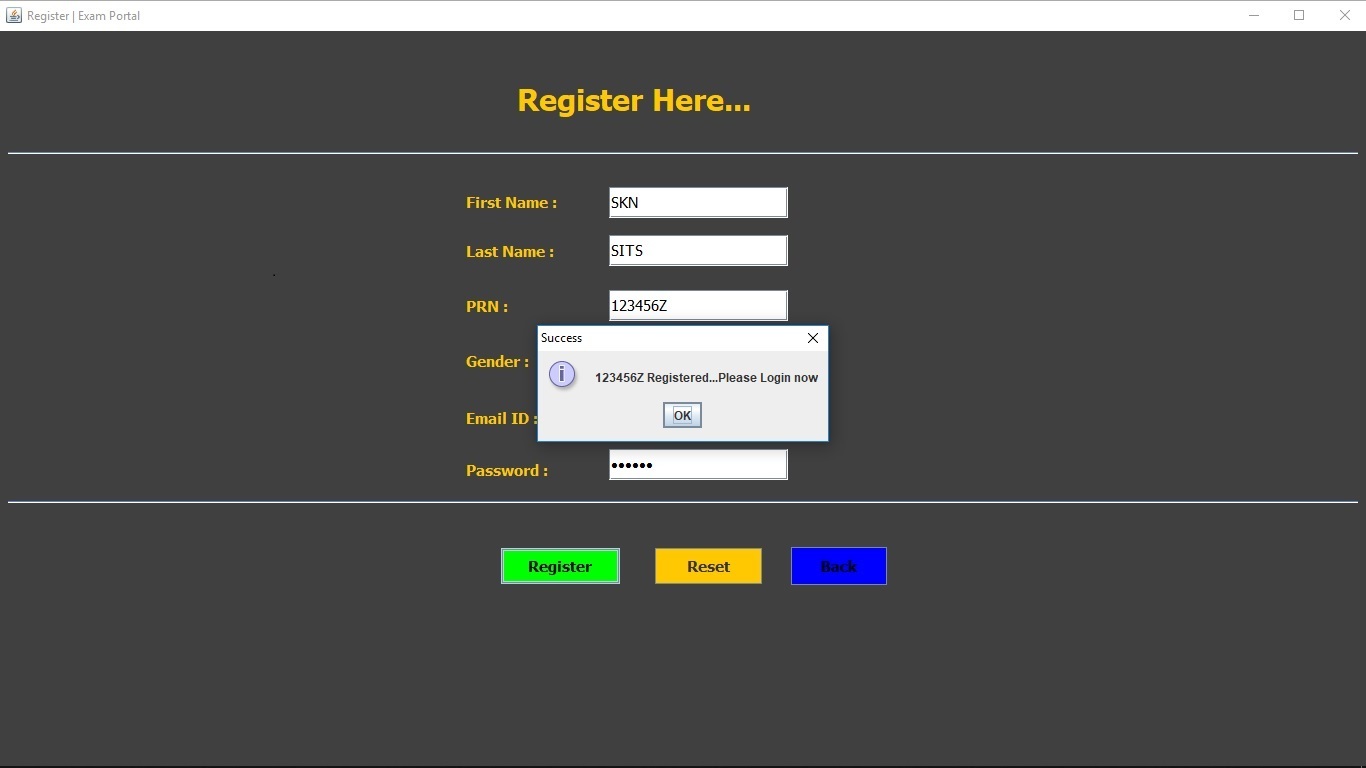 Register | Exam Portal
Register Here...
First Name :
SKN
Last Name :
SITS
PRN :
123456Z
Success
Gender :
123456Z Registered...Please Login now
OK
Email ID :
Password :
••••••
Register
Reset
Back